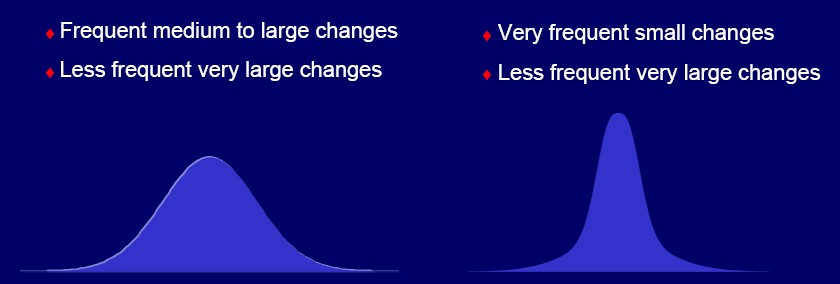 Frequent medium to large changes
Less frequent very large changes
Very frequent small changes
Less frequent very large changes